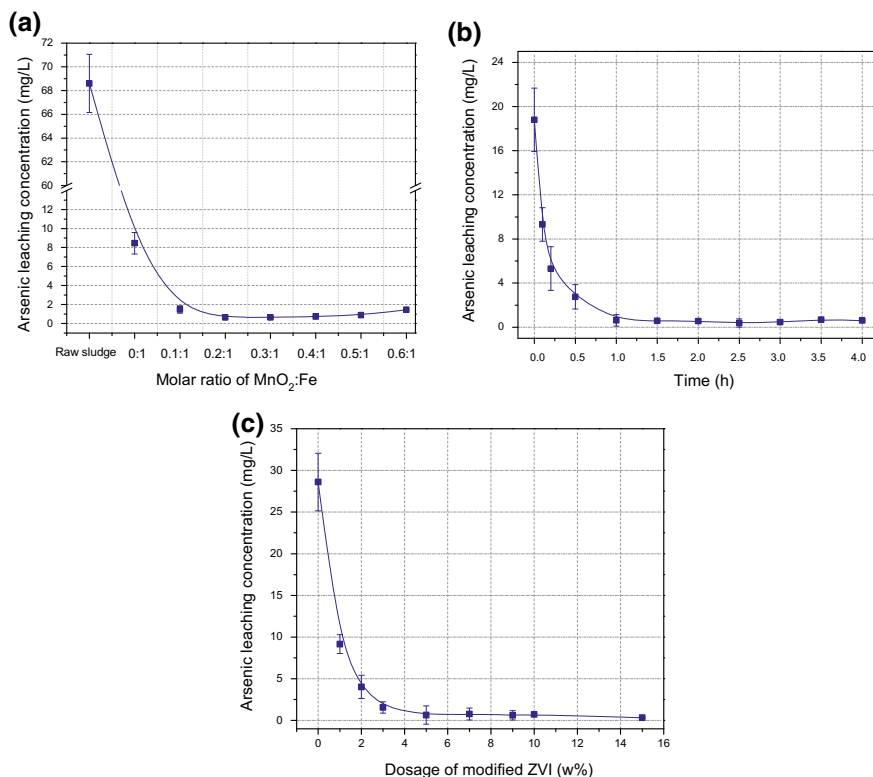 (a)
Arsenic leaching concentration (mg/L)
72
70
68
66
64
62
60
12
10
8
6
4
2
0
Raw sludge 0:1 0.1:1 0.2:1 0.3:1 0.4:1 0.5:1 0.6:1
Molar ratio of MnO₂:Fe
(b)
Arsenic leaching concentration (mg/L)
24
20
16
12
8
4
0
0.0 0.5 1.0 1.5 2.0 2.5 3.0 3.5 4.0
Time (h)
(c)
Arsenic leaching concentration (mg/L)
35
30
25
20
15
10
5
0
0 2 4 6 8 10 12 14 16
Dosage of modified ZVI (w%)